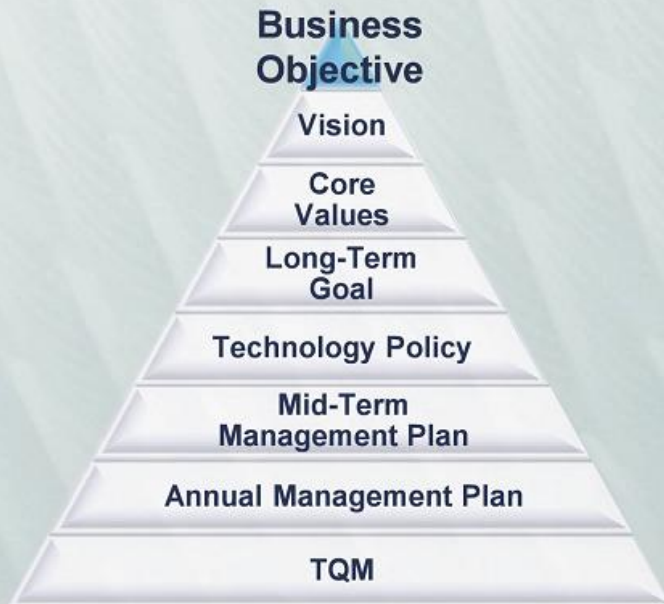 Business
Objective
Vision
Core
Values
Long-Term
Goal
Technology Policy
Mid-Term
Management Plan
Annual Management Plan
TQM